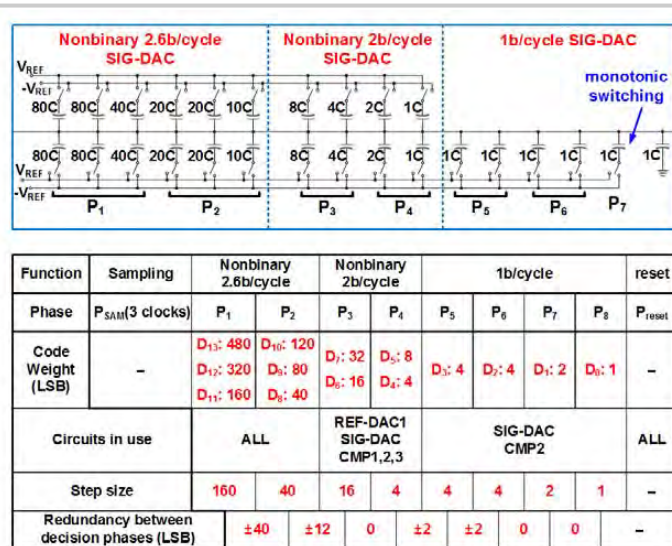 Nonbinary 2.6b/cycle
SIG-DAC
Nonbinary 2b/cycle
SIG-DAC
1b/cycle SIG-DAC
VREF
-VREF
80C 80C 40C 20C 20C 10C 8C 4C 2C 1C
monotonic
switching
80C 80C 40C 20C 20C 10C 8C 4C 2C 1C 1C 1C 1C 1C 1C 1C
VREF
-VREF
P1 P2 P3 P4 P5 P6 P7
Function Sampling Nonbinary 2.6b/cycle Nonbinary 2b/cycle 1b/cycle reset
Phase PSAM(3 clocks) P1 P2 P3 P4 P5 P6 P7 P8 Preset
Code Weight (LSB) – D13: 480 D12: 320 D11: 160 D10: 120 D9: 80 D8: 40 D7: 32 D6: 16 D5: 8 D4: 4 D3: 4 D2: 4 D1: 2 D0: 1 –
Circuits in use ALL REF-DAC1 SIG-DAC CMP1,2,3 SIG-DAC CMP2 ALL
Step size 160 40 16 4 4 4 2 1 –
Redundancy between decision phases (LSB) ±40 ±12 0 ±2 ±2 0 0 –